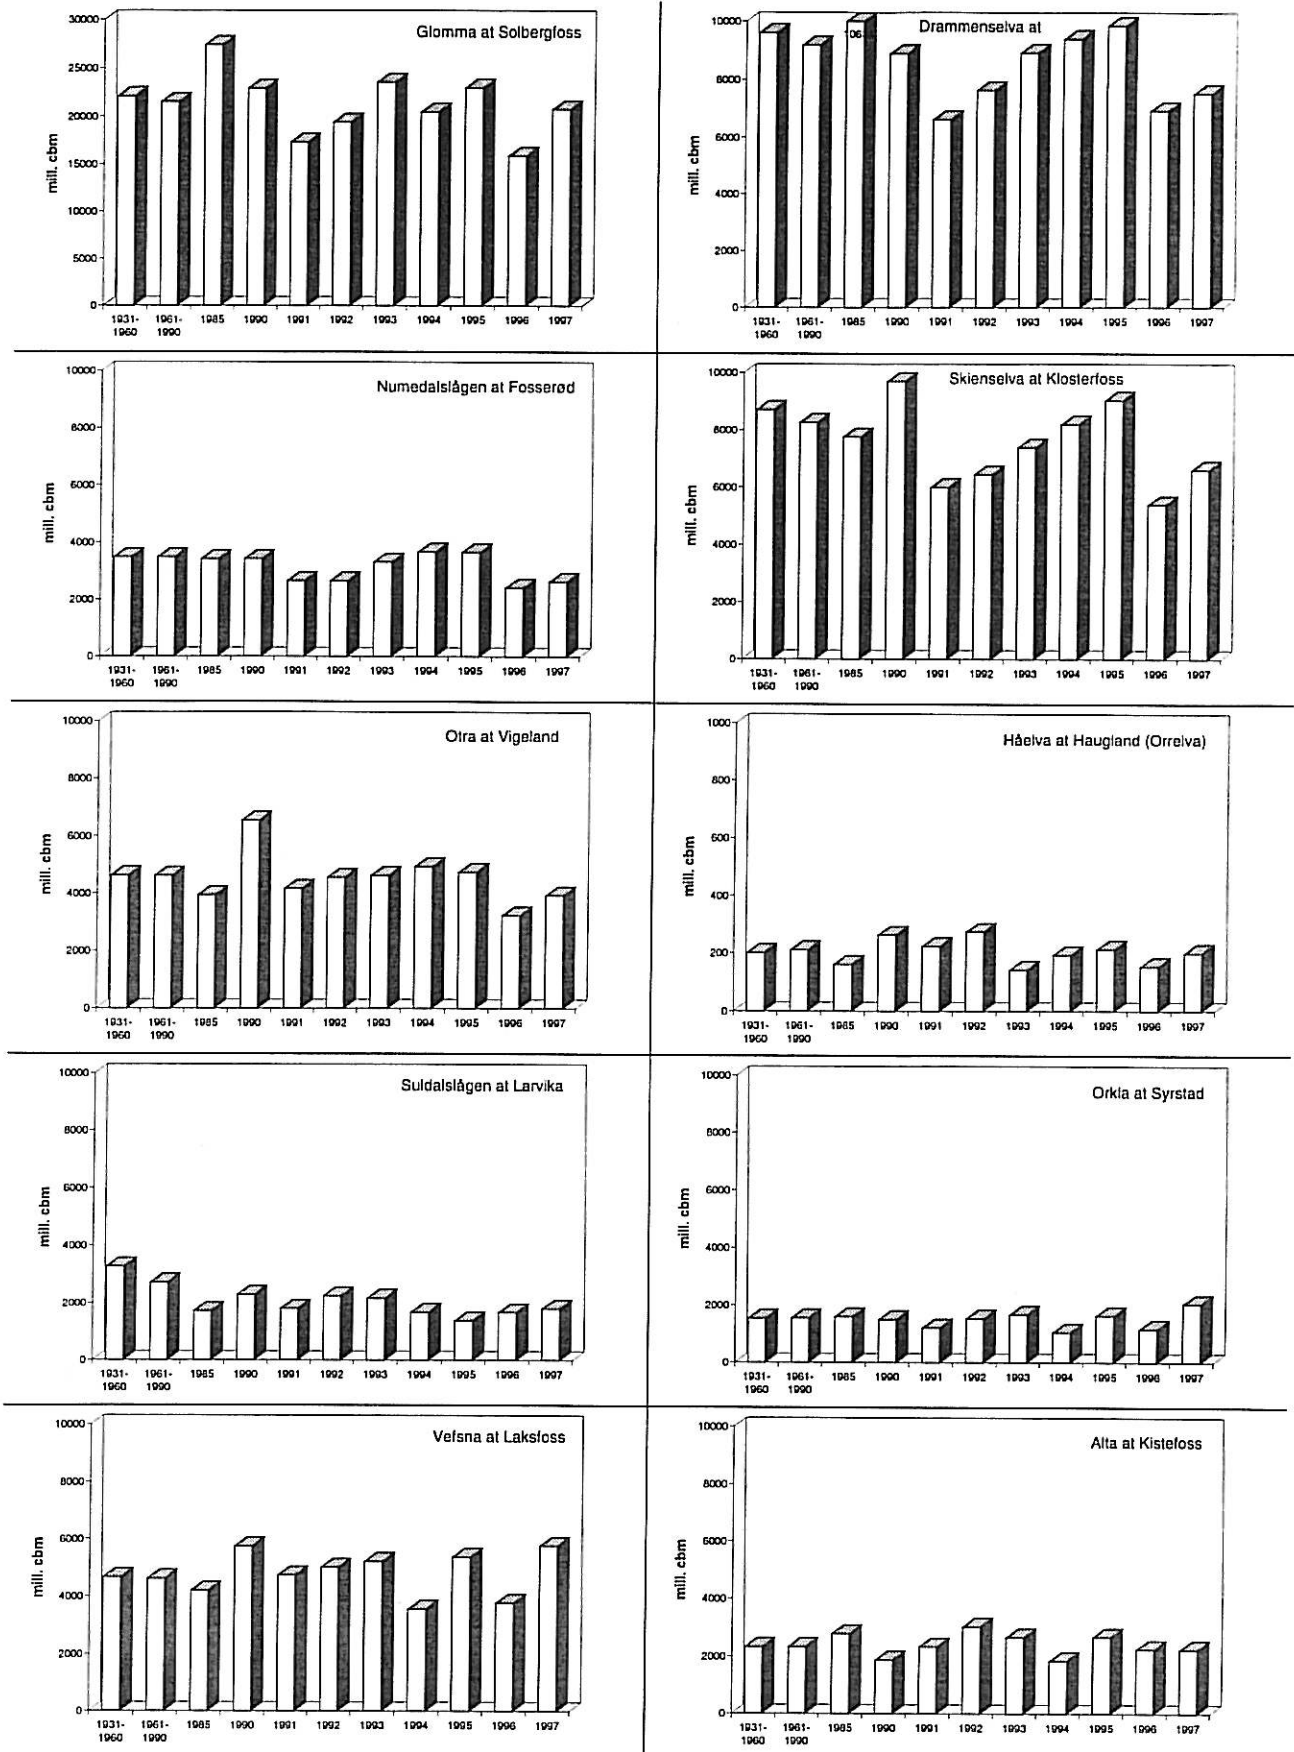 Glomma at Solbergfoss
mill. cbm
30000
25000
20000
15000
10000
5000
0
1931-1960 1961-1990 1985 1990 1991 1992 1993 1994 1995 1996 1997
Drammenselva at
mill. cbm
10000
8000
6000
4000
2000
0
1931-1960 1961-1990 1985 1990 1991 1992 1993 1994 1995 1996 1997
Numedalslågen at Fosserød
mill. cbm
10000
8000
6000
4000
2000
0
1931-1960 1961-1990 1985 1990 1991 1992 1993 1994 1995 1996 1997
Skienselva at Klosterfoss
mill. cbm
10000
8000
6000
4000
2000
0
1931-1960 1961-1990 1985 1990 1991 1992 1993 1994 1995 1996 1997
Otra at Vigeland
mill. cbm
10000
8000
6000
4000
2000
0
1931-1960 1961-1990 1985 1990 1991 1992 1993 1994 1995 1996 1997
Håelva at Haugland (Orrelva)
mill. cbm
1000
800
600
400
200
0
1931-1960 1961-1990 1985 1990 1991 1992 1993 1994 1995 1996 1997
Suldalslågen at Larvika
mill. cbm
10000
8000
6000
4000
2000
0
1931-1960 1961-1990 1985 1990 1991 1992 1993 1994 1995 1996 1997
Orkla at Syrstad
mill. cbm
10000
8000
6000
4000
2000
0
1931-1960 1961-1990 1985 1990 1991 1992 1993 1994 1995 1996 1997
Vefsna at Laksfoss
mill. cbm
10000
8000
6000
4000
2000
0
1931-1960 1961-1990 1985 1990 1991 1992 1993 1994 1995 1996 1997
Alta at Kistefoss
mill. cbm
10000
8000
6000
4000
2000
0
1931-1960 1961-1990 1985 1990 1991 1992 1993 1994 1995 1996 1997